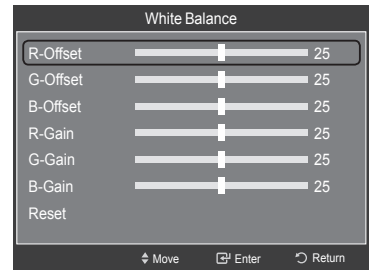 White Balance
R-Offset 25
G-Offset 25
B-Offset 25
R-Gain 25
G-Gain 25
B-Gain 25
Reset
Move Enter Return